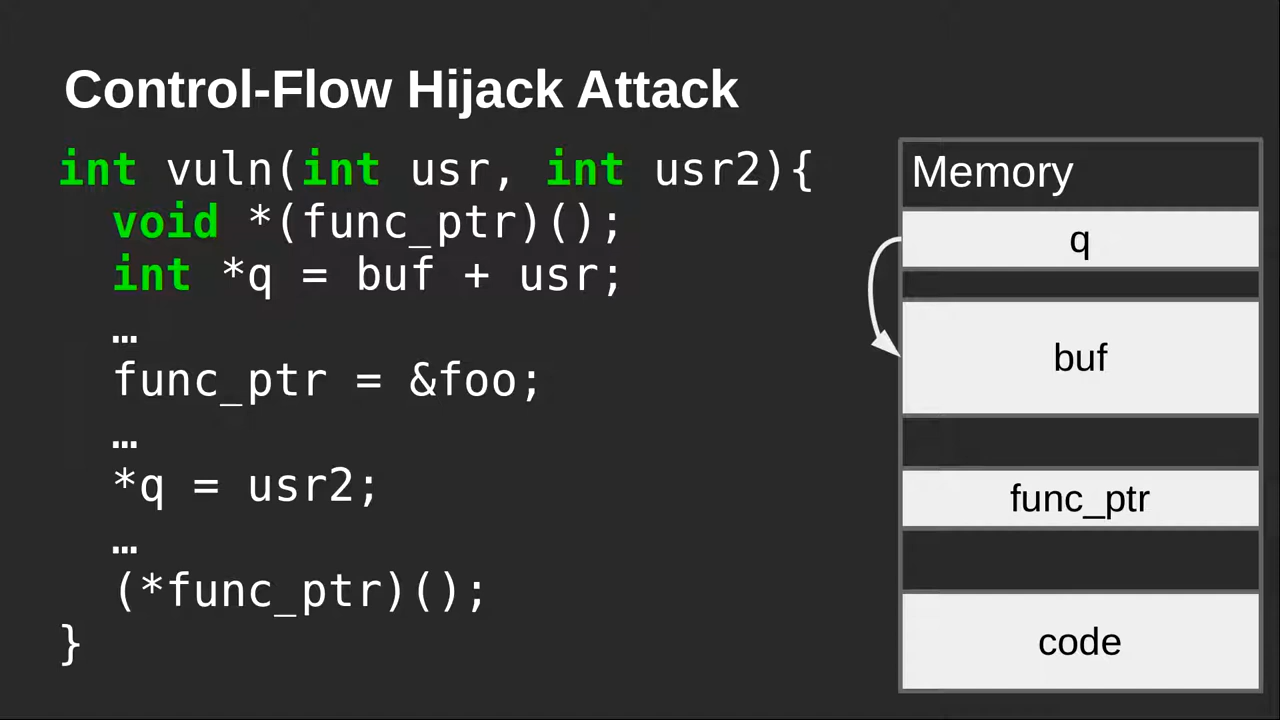 Control-Flow Hijack Attack
int vuln(int usr, int usr2){
void *(func_ptr)();
int *q = buf + usr;
…
func_ptr = &foo;
…
*q = usr2;
…
(*func_ptr)();
}
Memory
q
buf
func_ptr
code